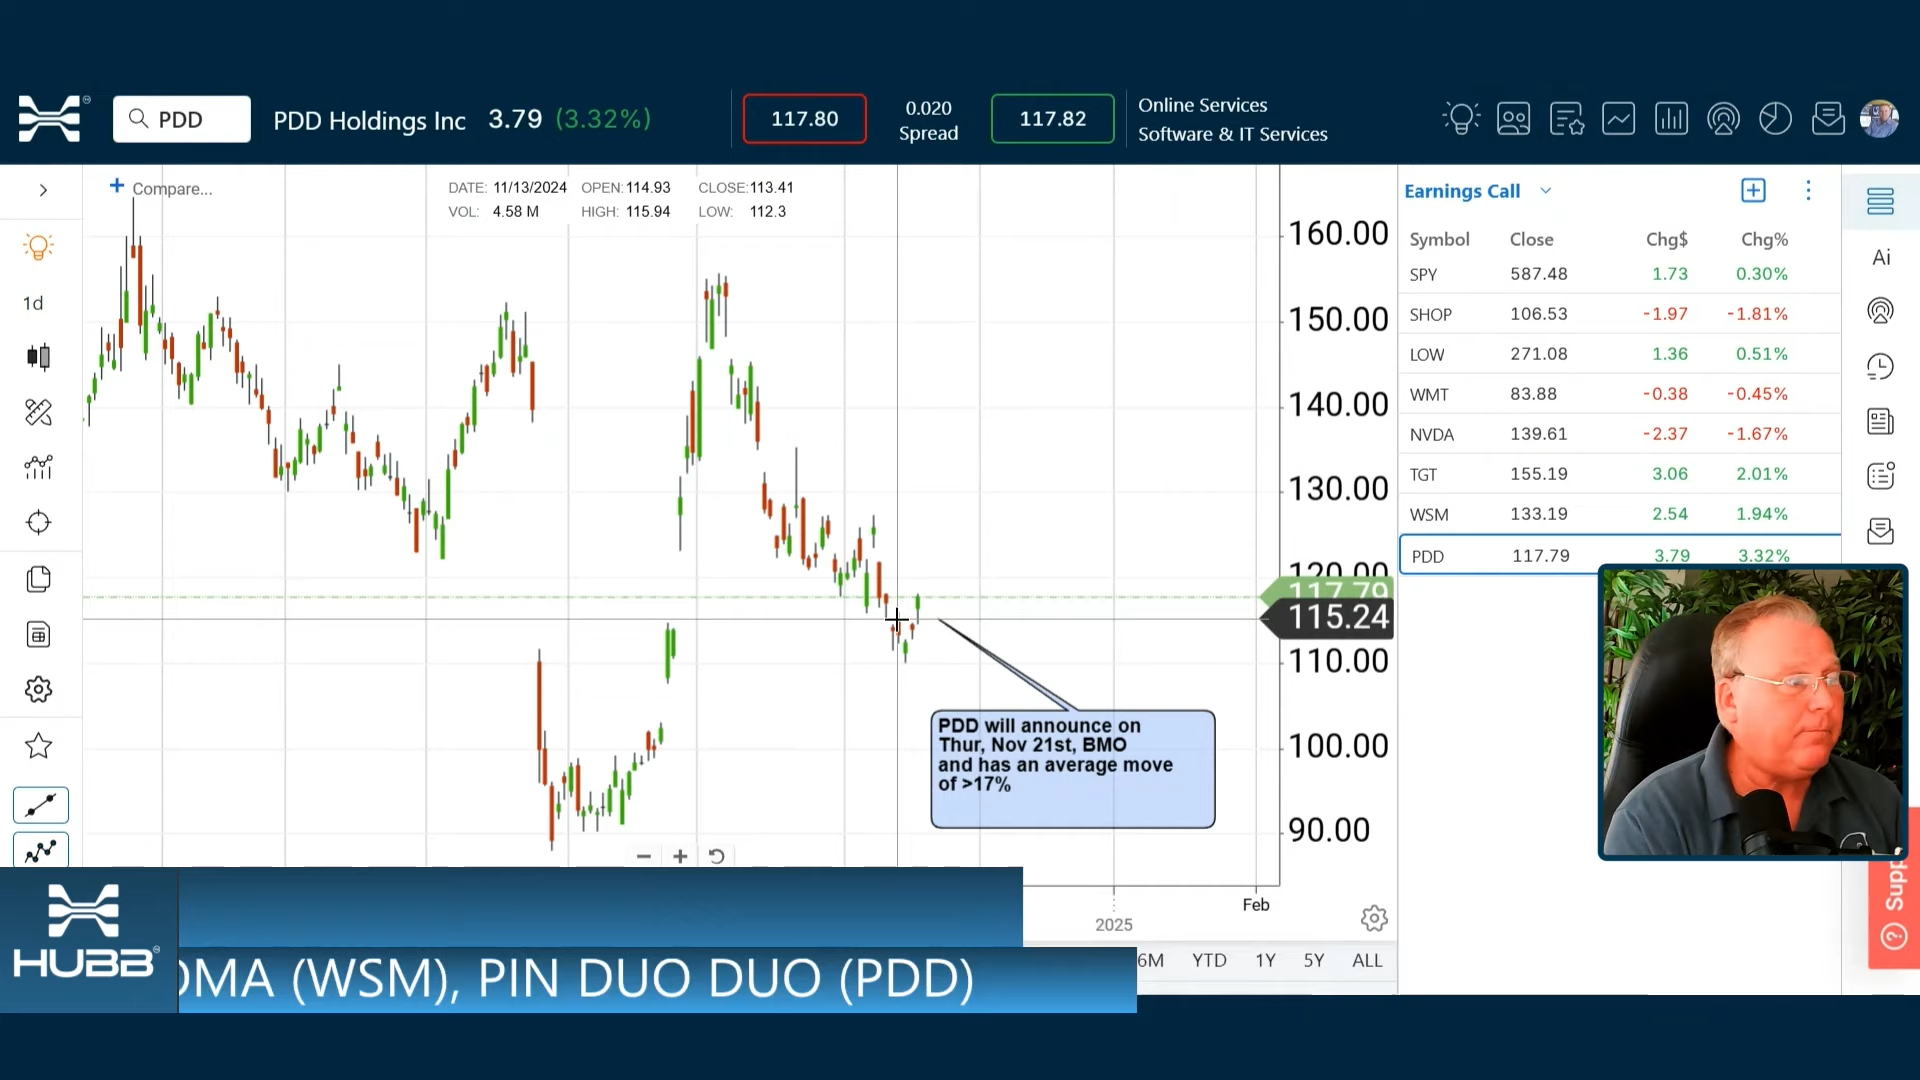 PDD
PDD Holdings Inc 3.79 (3.32%)
117.80
0.020
Spread
117.82
Online Services
Software & IT Services
Compare...
DATE: 11/13/2024 OPEN: 114.93 CLOSE: 113.41
VOL: 4.58 M HIGH: 115.94 LOW: 112.3
1d
160.00
150.00
140.00
130.00
120.00
117.79
115.24
110.00
100.00
90.00
PDD will announce on
Thur, Nov 21st, BMO
and has an average move
of >17%
Feb
2025
6M YTD 1Y 5Y ALL
Earnings Call
Symbol Close Chg$ Chg%
SPY 587.48 1.73 0.30%
SHOP 106.53 -1.97 -1.81%
LOW 271.08 1.36 0.51%
WMT 83.88 -0.38 -0.45%
NVDA 139.61 -2.37 -1.67%
TGT 155.19 3.06 2.01%
WSM 133.19 2.54 1.94%
PDD 117.79 3.79 3.32%
Ai
Supp
HUBB
OMA (WSM), PIN DUO DUO (PDD)